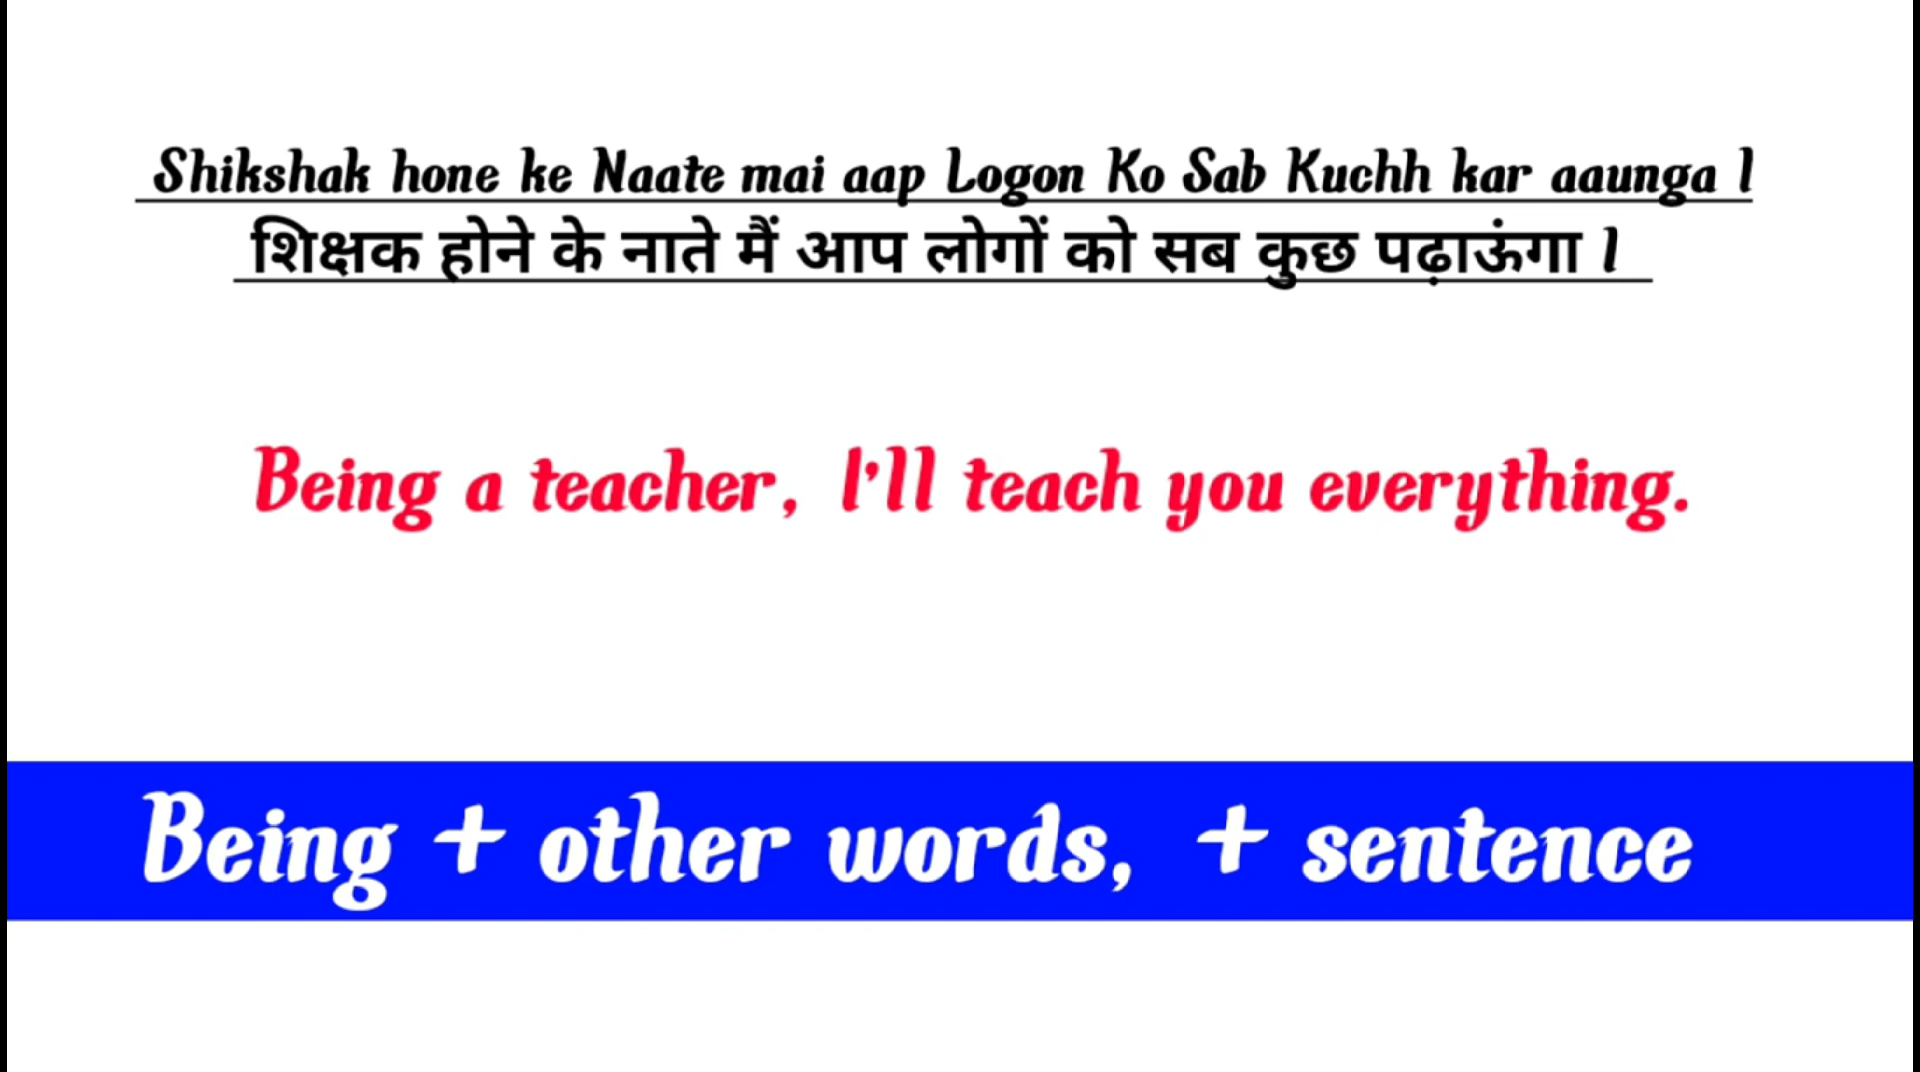 Shikshak hone ke Naate mai aap Logon Ko Sab Kuchh kar aaunga l
शिक्षक होने के नाते मैं आप लोगों को सब कुछ पढ़ाऊंगा l
Being a teacher, I'll teach you everything.
Being + other words, + sentence